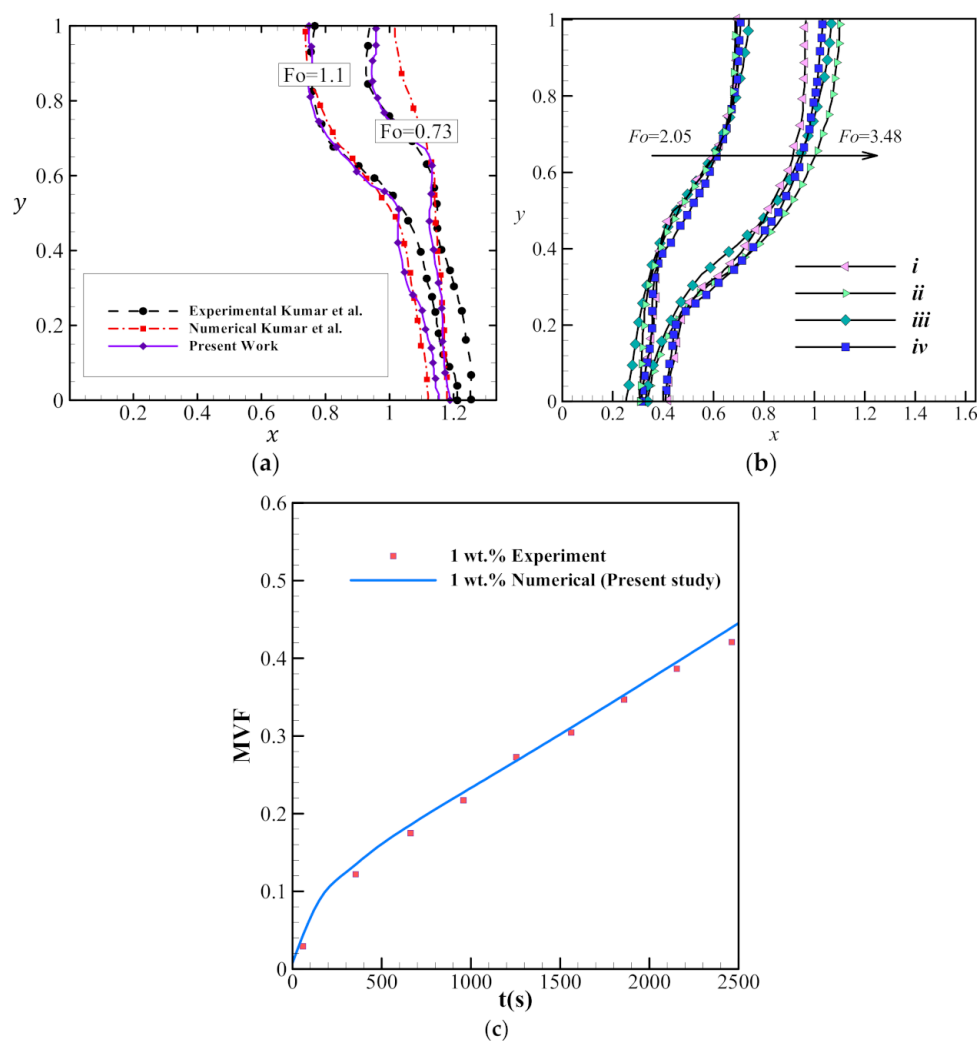 1
0.8
0.6
y
0.4
0.2
0
Fo=1.1
Fo=0.73
Experimental Kumar et al.
Numerical Kumar et al.
Present Work
0 0.2 0.4 0.6 0.8 1.0 1.2
x
(a)
1
0.8
0.6
y
0.4
0.2
0
Fo=2.05 Fo=3.48
i
ii
iii
iv
0 0.2 0.4 0.6 0.8 1 1.2 1.4 1.6
x
(b)
0.6
0.5
0.4
MVF
0.3
0.2
0.1
0
1 wt.% Experiment
1 wt.% Numerical (Present study)
0 500 1000 1500 2000 2500
t(s)
(c)